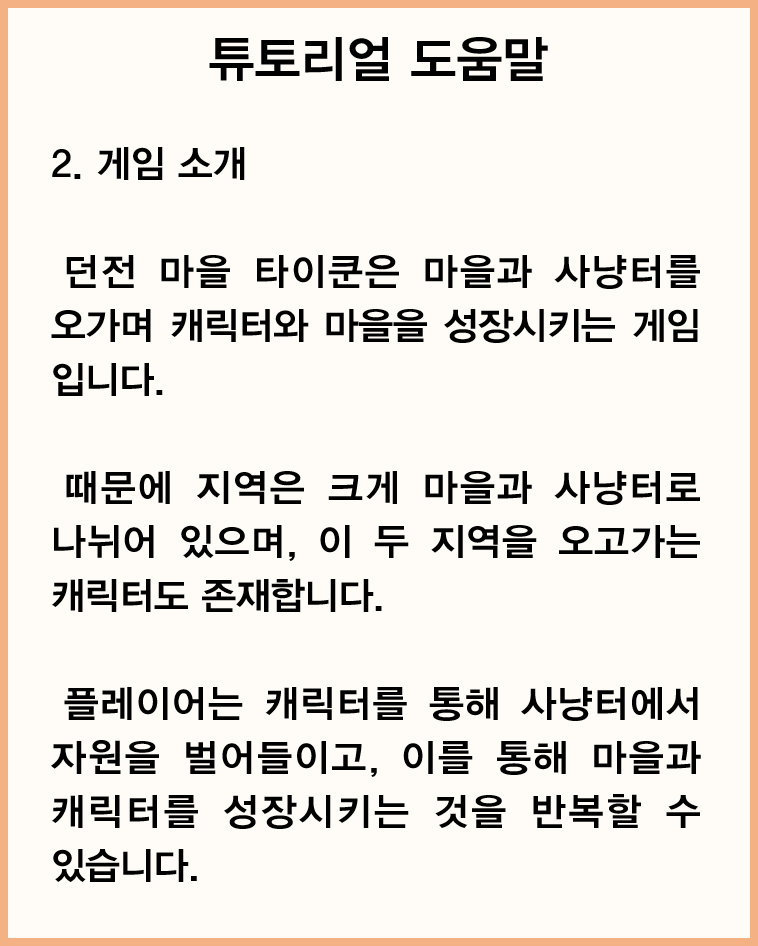 튜토리얼 도움말
2. 게임 소개
던전 마을 타이쿤은 마을과 사냥터를
오가며 캐릭터와 마을을 성장시키는 게임
입니다.
때문에 지역은 크게 마을과 사냥터로
나뉘어 있으며, 이 두 지역을 오고가는
캐릭터도 존재합니다.
플레이어는 캐릭터를 통해 사냥터에서
자원을 벌어들이고, 이를 통해 마을과
캐릭터를 성장시키는 것을 반복할 수
있습니다.